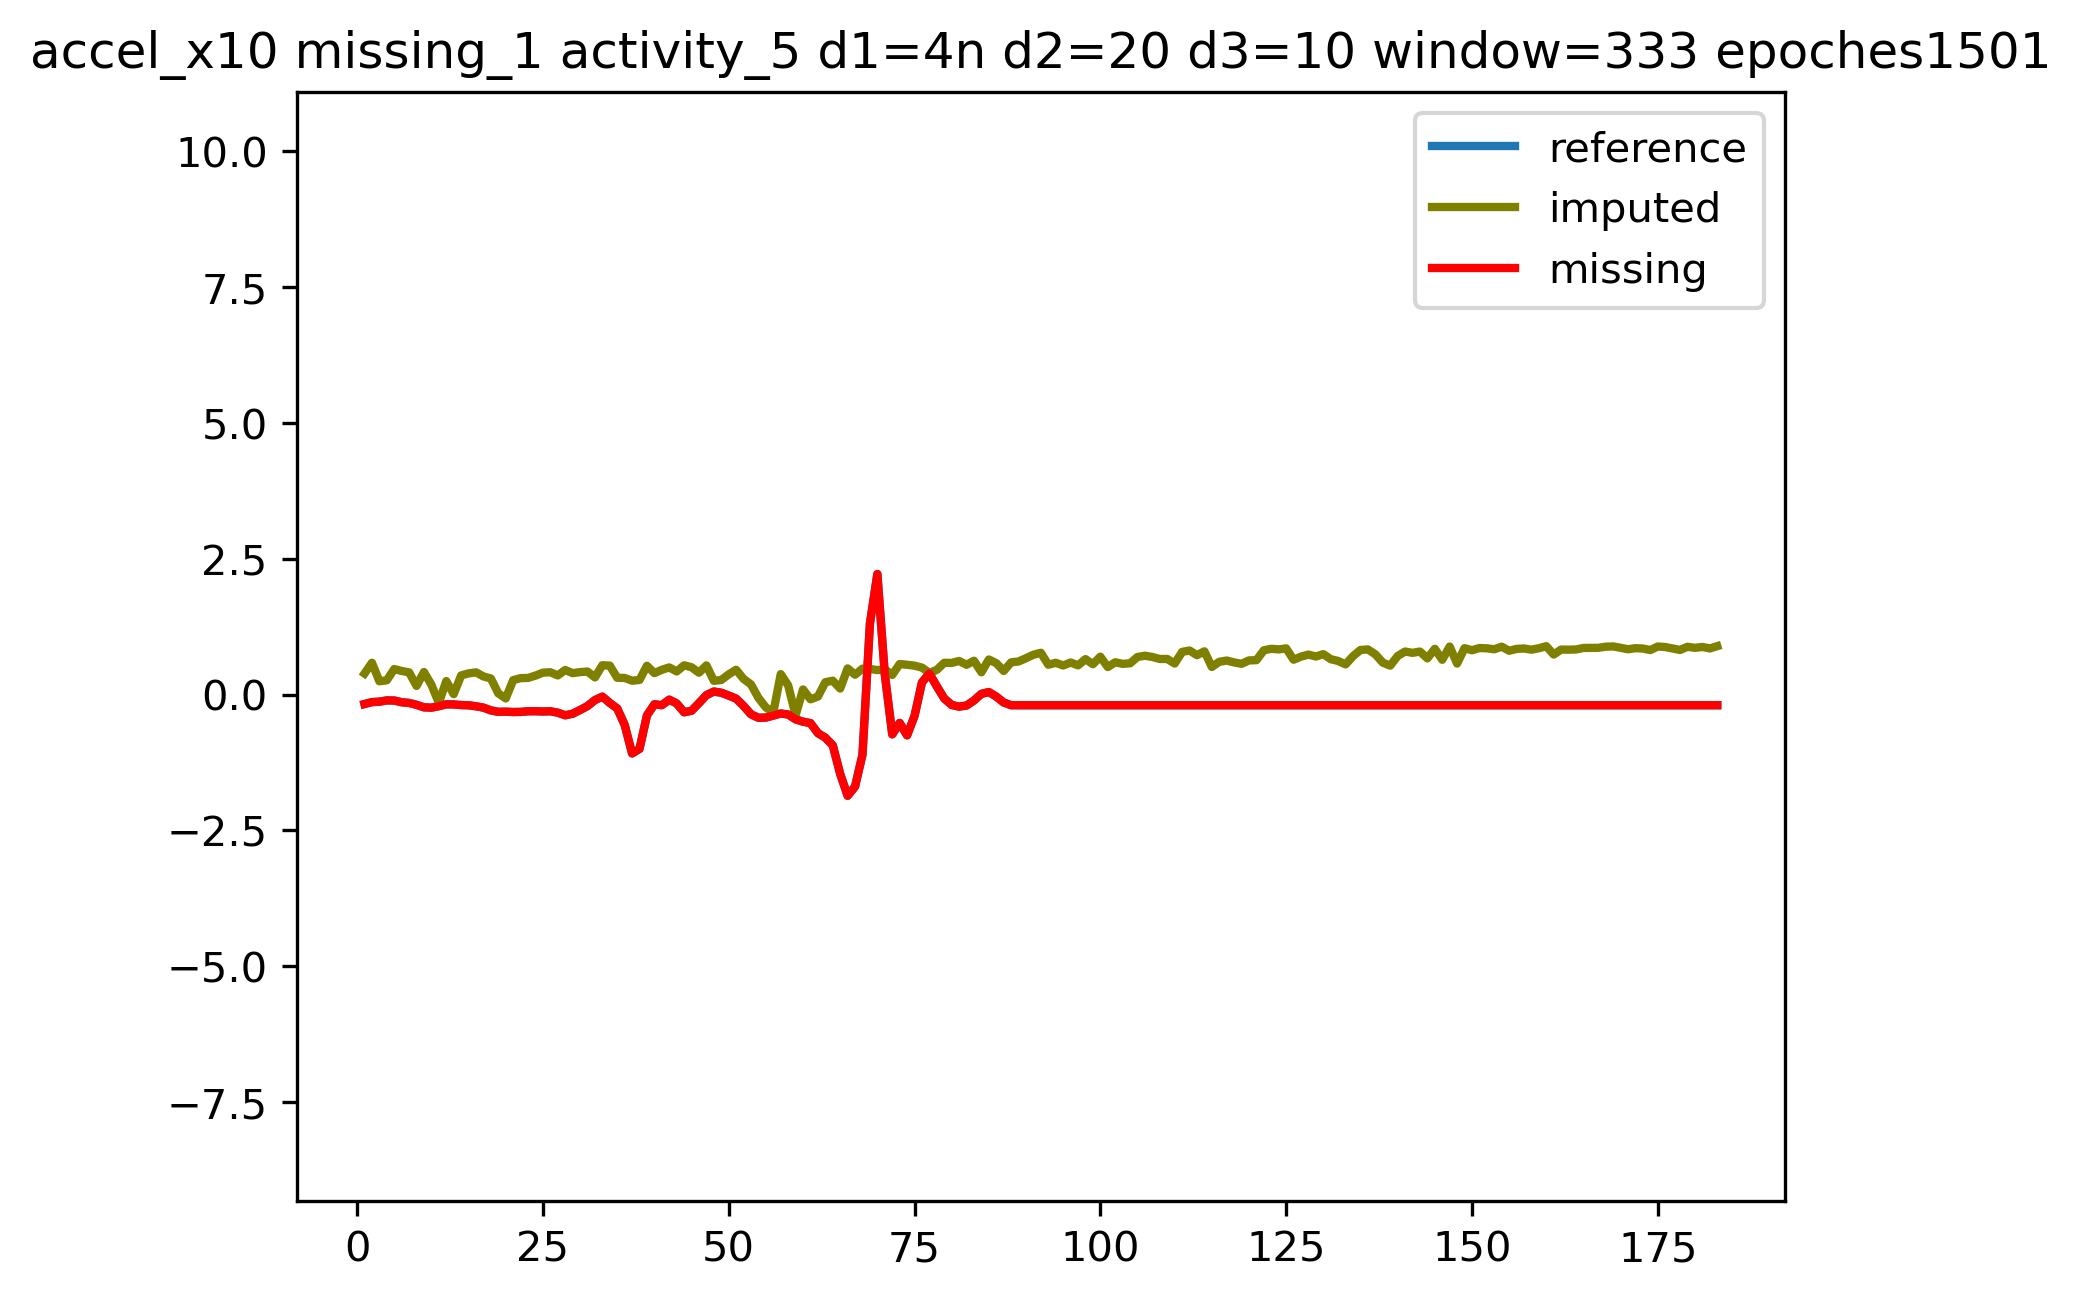 accel_x10 missing_1 activity_5 d1=4n d2=20 d3=10 window=333 epoches1501
reference
imputed
missing
10.0
7.5
5.0
2.5
0.0
−2.5
−5.0
−7.5
0 25 50 75 100 125 150 175